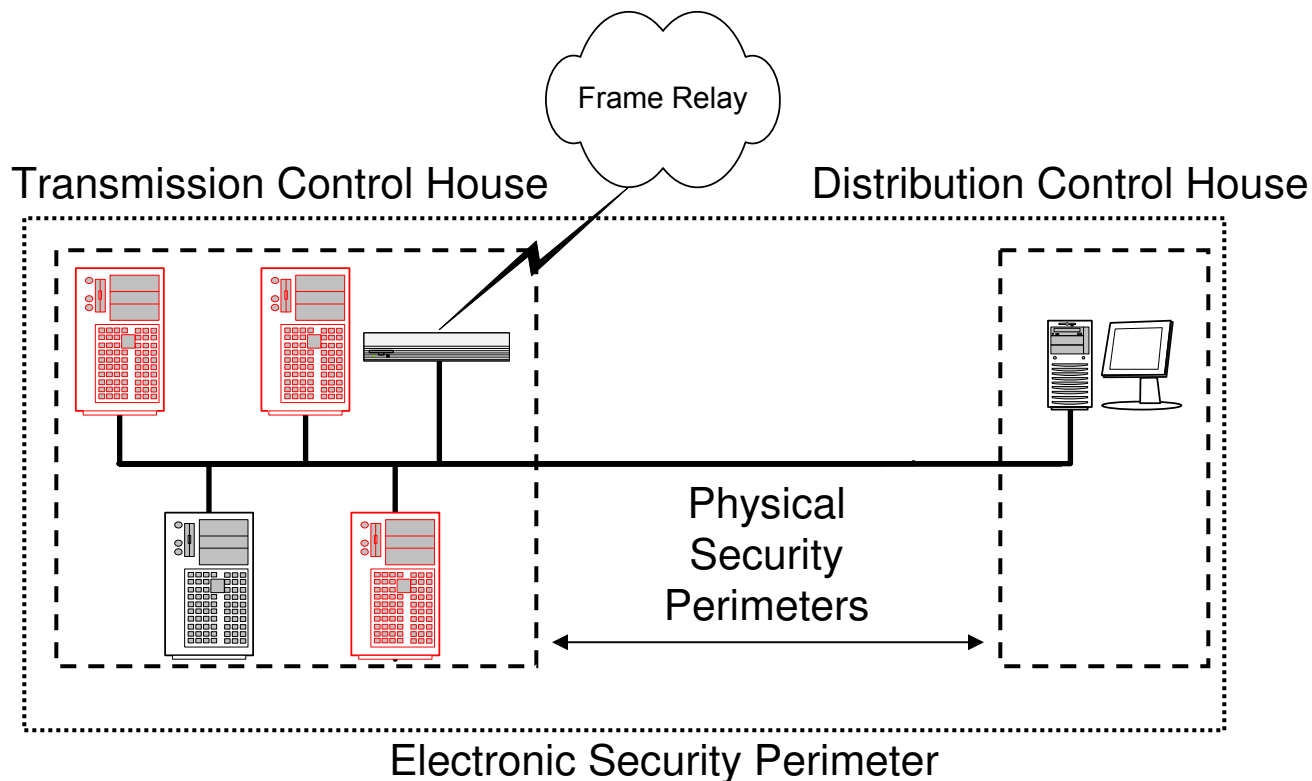 Frame Relay
Transmission Control House
Distribution Control House
Physical
Security
Perimeters
Electronic Security Perimeter